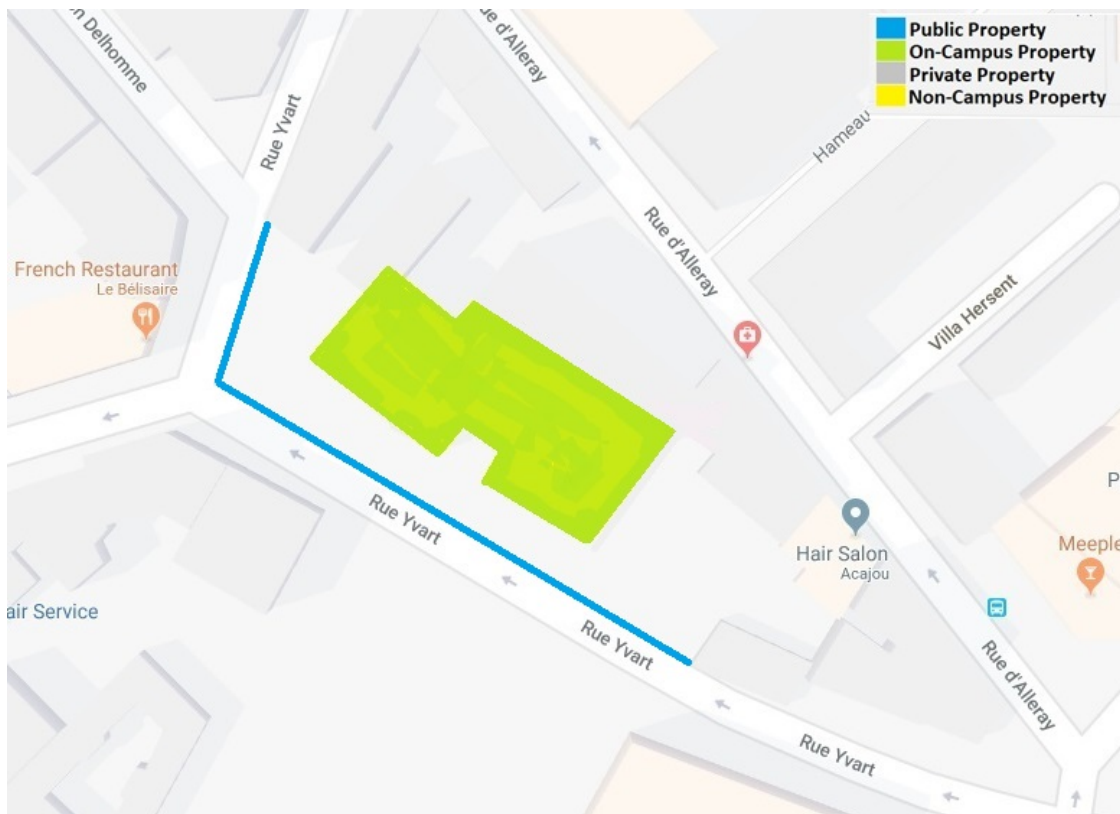 n Delhomme
Rue Yvart
Rue d'Alleray
Public Property
On-Campus Property
Private Property
Non-Campus Property
Hameau
Rue d'Alleray
Villa Hersent
French Restaurant
Le Bélisaire
Rue Yvart
Hair Salon
Acajou
P
Meeple
air Service
Rue Yvart
Rue d'Alleray
Rue Yvart